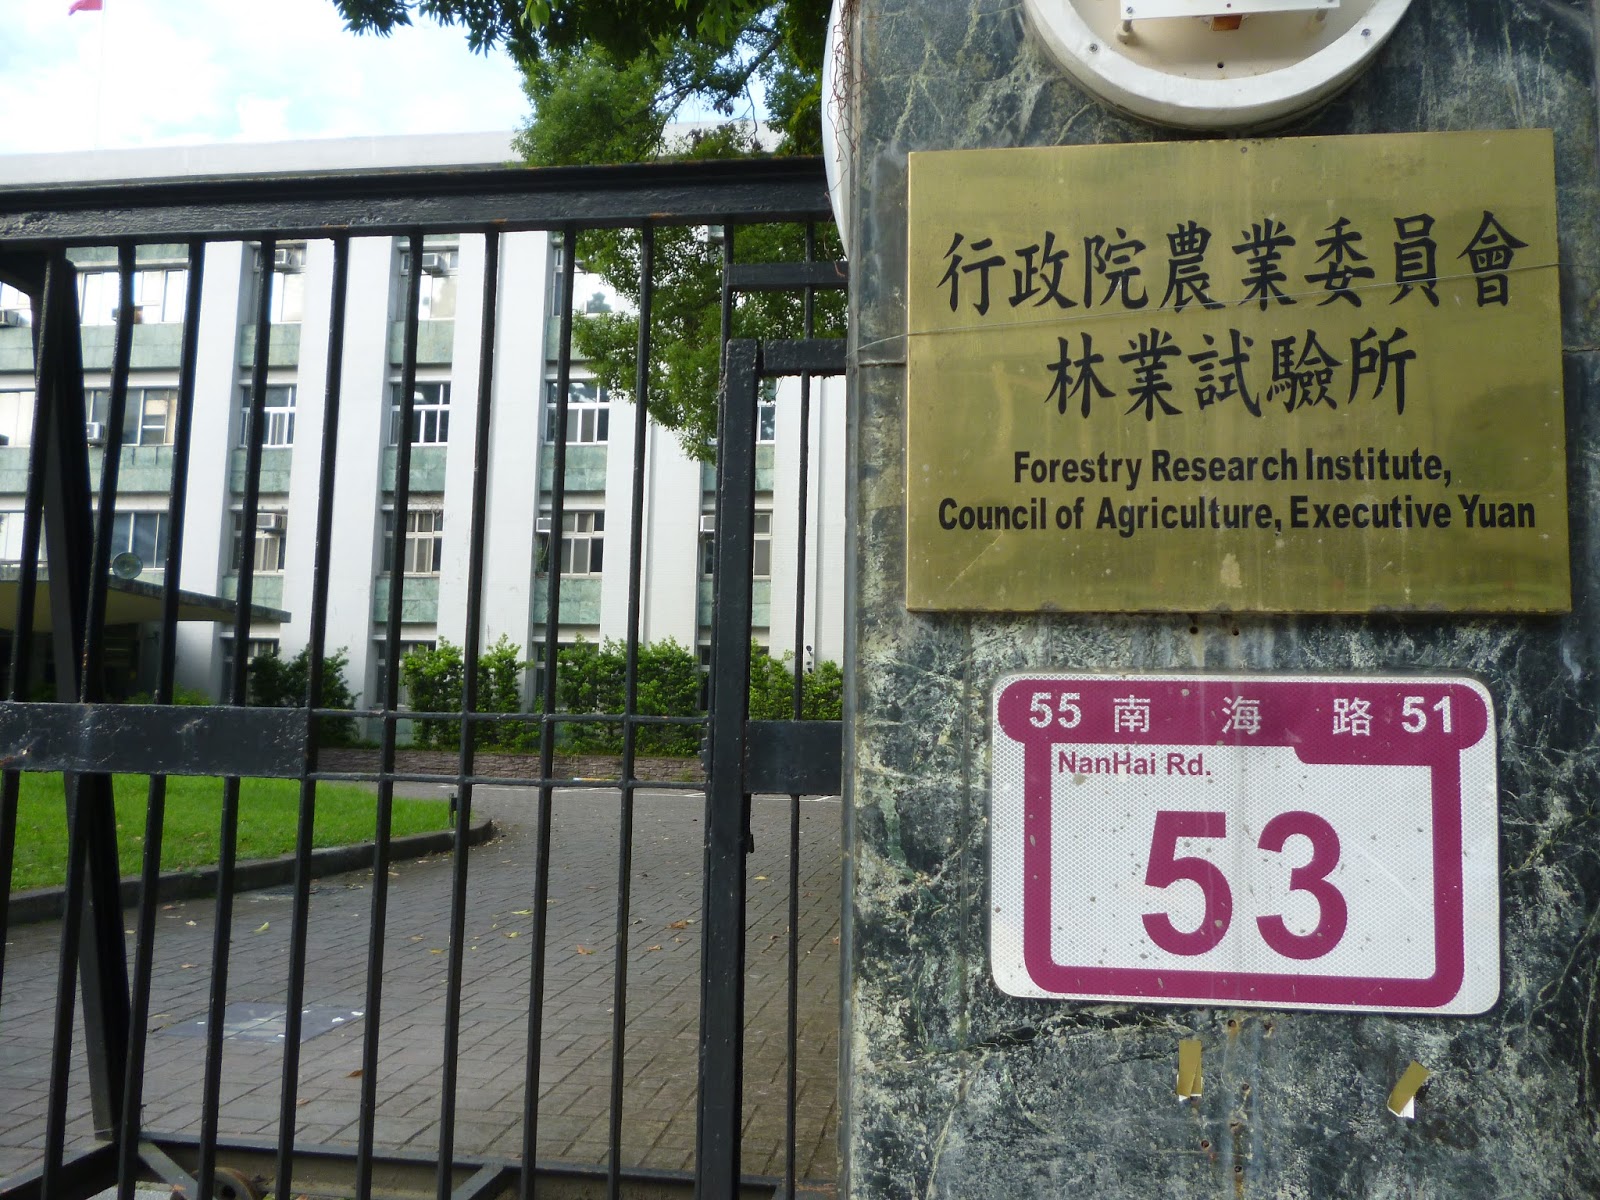 行政院農業委員會
林業試驗所
Forestry Research Institute,
Council of Agriculture, Executive Yuan
55 南海路 51
NanHai Rd.
53